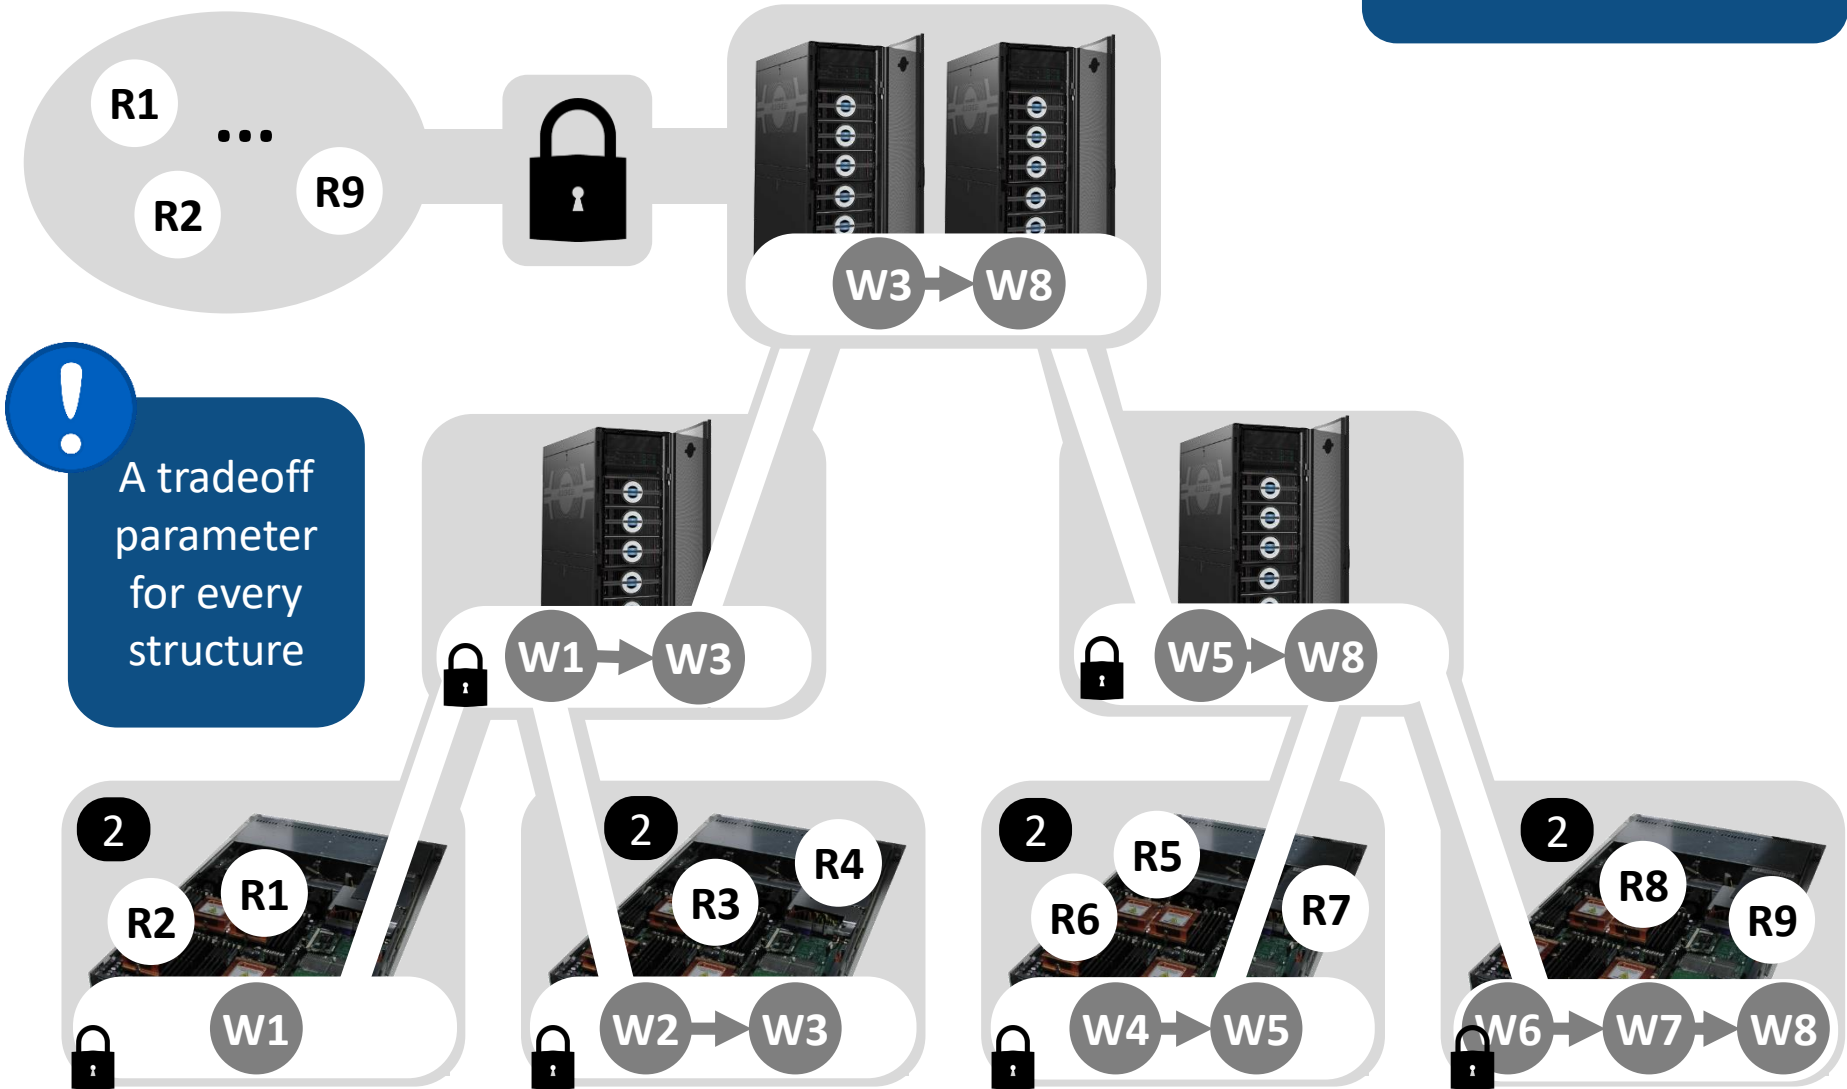 R1
...
R2
R9
W3 W8
A tradeoff
parameter
for every
structure
W1 W3
W5 W8
2
R1
R2
W1
2
R4
R3
W2 W3
2
R5
R6
R7
W4 W5
2
R8
R9
W6 W7 W8